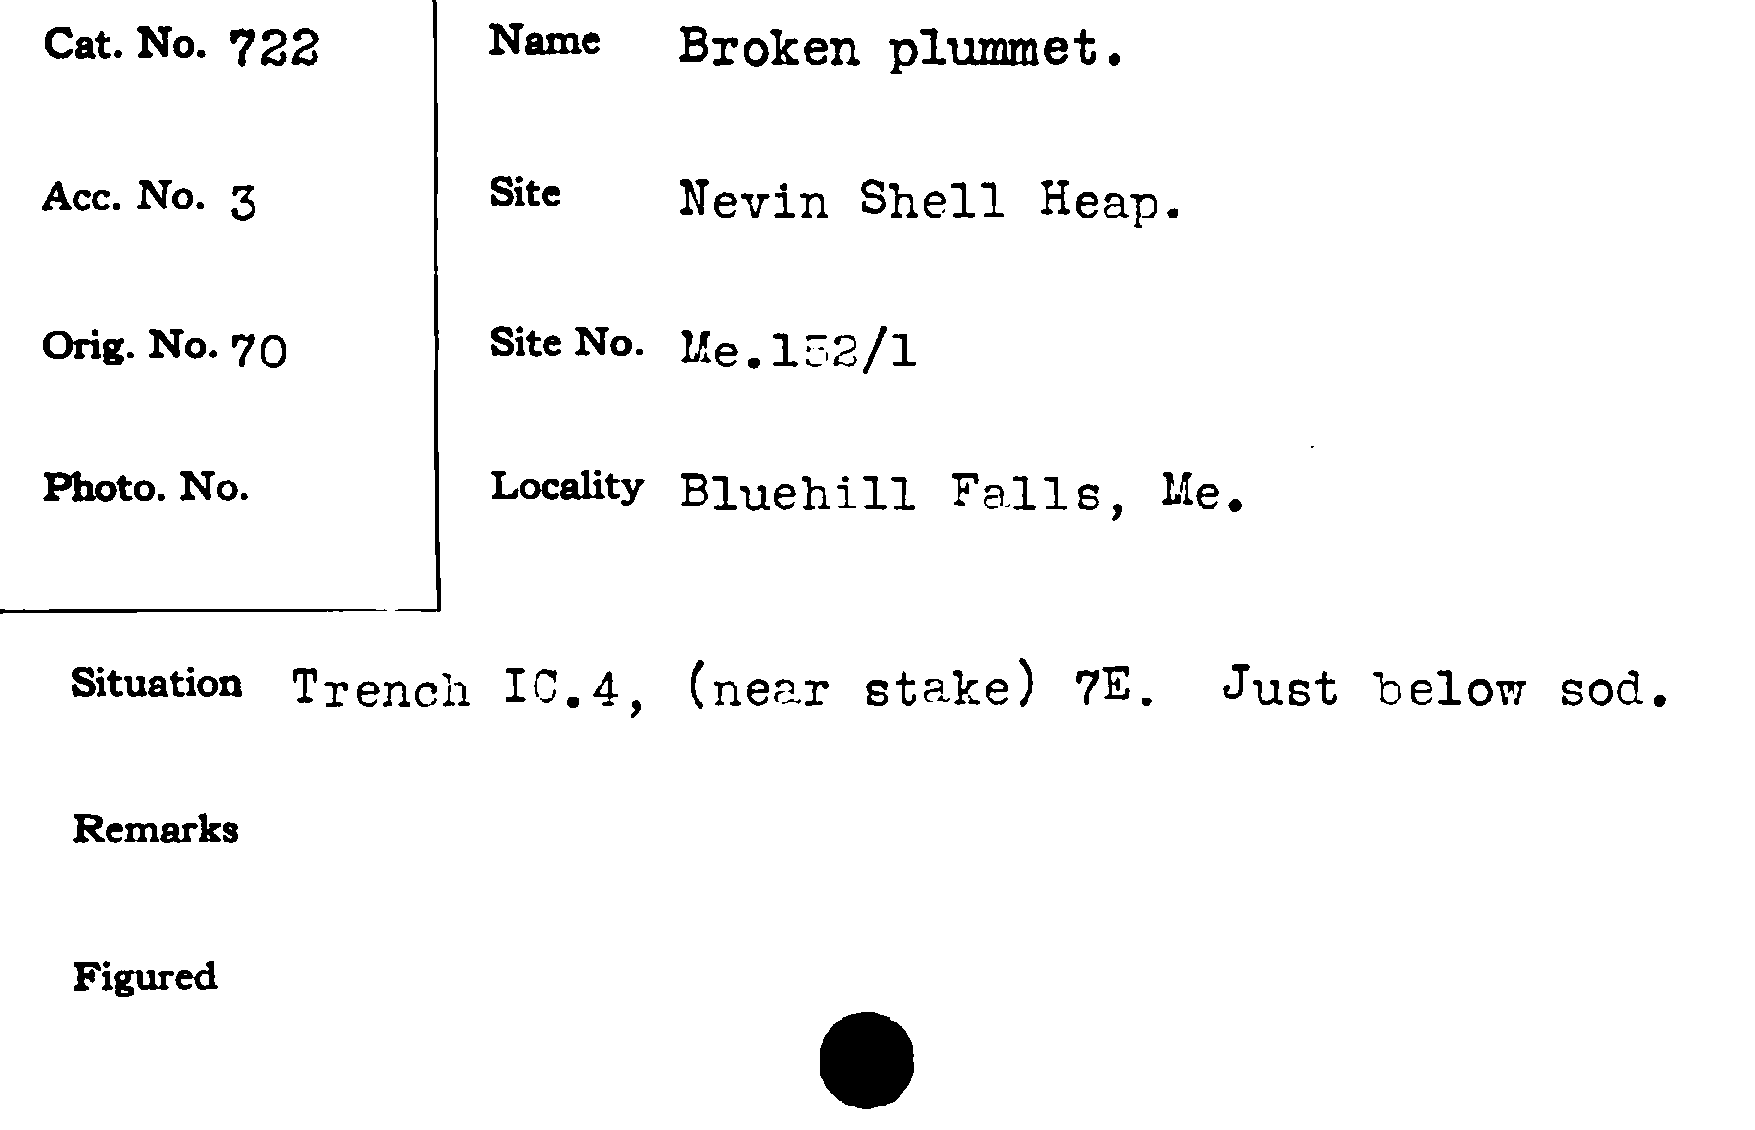 Cat. No. 722
Name Broken plummet.
Acc. No. 3
Site Nevin Shell Heap.
Orig. No. 70
Site No. Me.152/1
Photo. No.
Locality Bluehill Falls, Me.
Situation Trench IC.4, (near stake) 7E. Just below sod.
Remarks
Figured